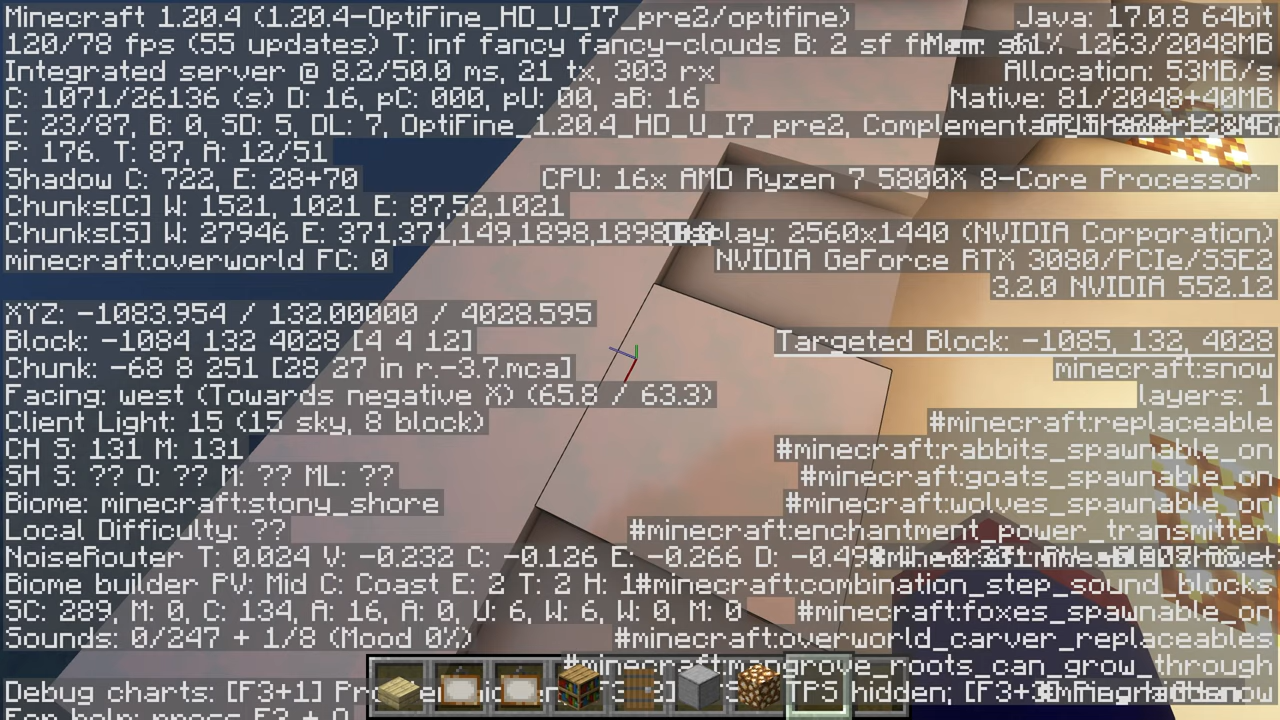 Minecraft 1.20.4 (1.20.4-OptiFine_HD_U_I7_pre2/optifine)
120/78 fps (55 updates) T: inf fancy fancy-clouds B: 2 sf
Integrated server @ 8.2/50.0 ms, 21 tx, 303 rx
C: 1071/26136 (s) D: 16, pC: 000, pU: 00, aB: 16
E: 23/87, B: 0, SD: 5, DL: 7, OptiFine_1.20.4_HD_U_I7_pre2,
P: 176. T: 87, A: 12/51
Shadow C: 722, E: 28+70
Chunks[C] W: 1521, 1021 E: 87,52,1021
Chunks[S] W: 27946 E: 371,371,149,1898,1898
minecraft:overworld FC: 0
XYZ: -1083.954 / 132.00000 / 4028.595
Block: -1084 132 4028 [4 4 12]
Chunk: -68 8 251 [28 27 in r.-3.7.mca]
Facing: west (Towards negative X) (65.8 / 63.3)
Client Light: 15 (15 sky, 8 block)
CH S: 131 M: 131
SH S: ?? O: ?? M: ?? ML: ??
Biome: minecraft:stony_shore
Local Difficulty: ??
NoiseRouter T: 0.024 V: -0.232 C: -0.126 E: -0.266 D:
Biome builder PV: Mid C: Coast E: 2 T: 2 H: 1
SC: 289, M: 0, C: 134, A: 16, A: 0, U: 6, W: 6, W: 0, M: 0
Sounds: 0/247 + 1/8 (Mood 0%)
Debug charts: [F3+1]
For help: press F3 + Q
Java: 17.0.8 64bit
Mem: 61% 1263/2048MB
Allocation: 53MB/s
Native: 81/2048+40MB
CPU: 16x AMD Ryzen 7 5800X 8-Core Processor
Display: 2560x1440 (NVIDIA Corporation)
NVIDIA GeForce RTX 3080/PCIe/SSE2
3.2.0 NVIDIA 552.12
Targeted Block: -1085, 132, 4028
minecraft:snow
layers: 1
#minecraft:replaceable
#minecraft:rabbits_spawnable_on
#minecraft:goats_spawnable_on
#minecraft:wolves_spawnable_on
#minecraft:enchantment_power_transmitter
#minecraft:combination_step_sound_blocks
#minecraft:foxes_spawnable_on
#minecraft:overworld_carver_replaceables
#minecraft:mangrove_roots_can_grow_through
TPS hidden;